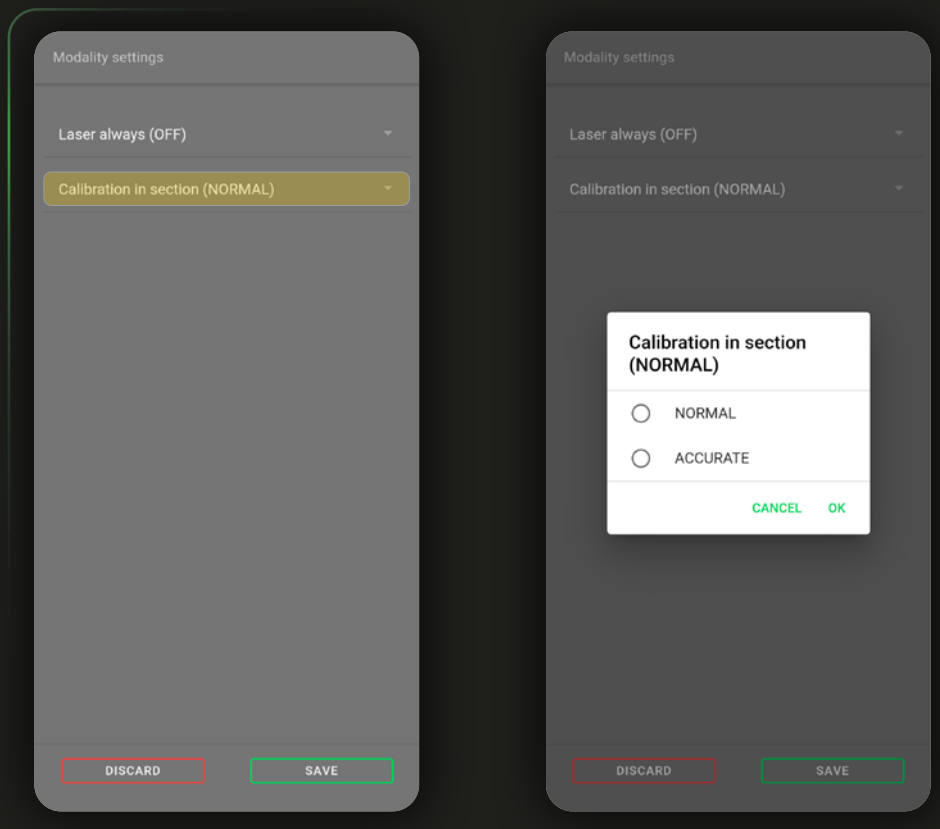 Modality settings
Laser always (OFF)
Calibration in section (NORMAL)
DISCARD
SAVE
Modality settings
Laser always (OFF)
Calibration in section (NORMAL)
Calibration in section
(NORMAL)
NORMAL
ACCURATE
CANCEL
OK
DISCARD
SAVE